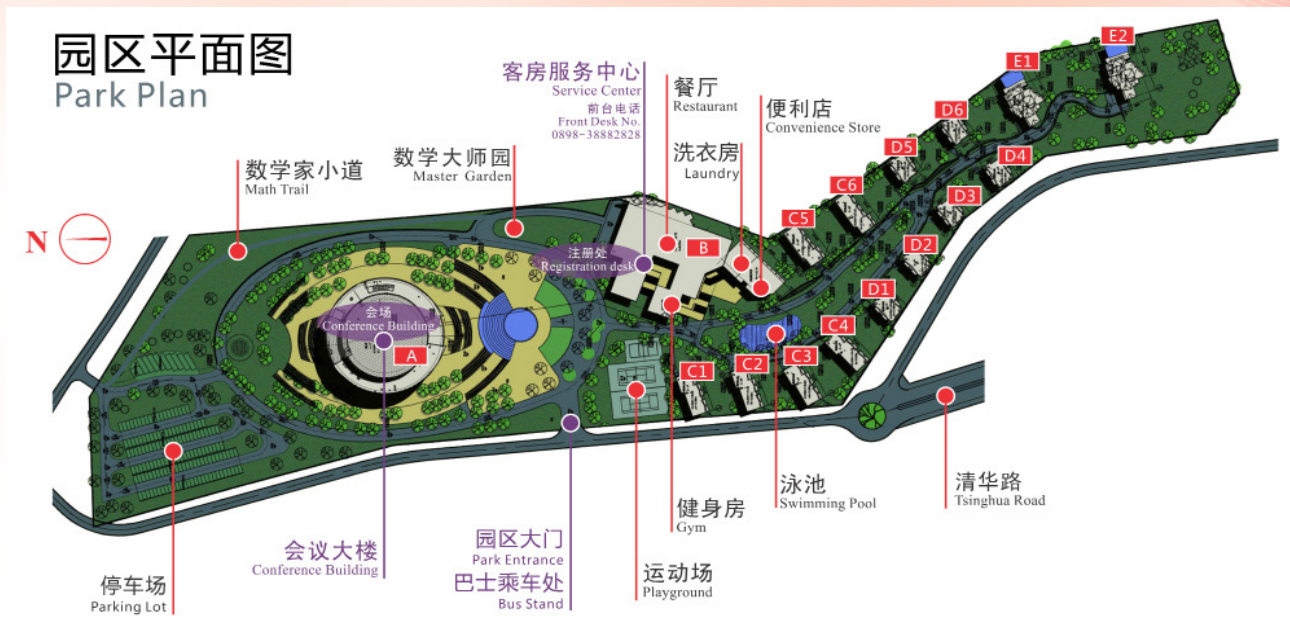 园区平面图
Park Plan
客房服务中心
Service Center
前台电话
Front Desk No.
0898-38882828
餐厅
Restaurant
便利店
Convenience Store
洗衣房
Laundry
数学家小道
Math Trail
数学大师园
Master Garden
N
注册处
Registration desk
会场
Conference Building
A
B
C1
C2
C3
C4
C5
C6
D1
D2
D3
D4
D5
D6
E1
E2
停车场
Parking Lot
会议大楼
Conference Building
园区大门
Park Entrance
巴士乘车处
Bus Stand
运动场
Playground
健身房
Gym
泳池
Swimming Pool
清华路
Tsinghua Road